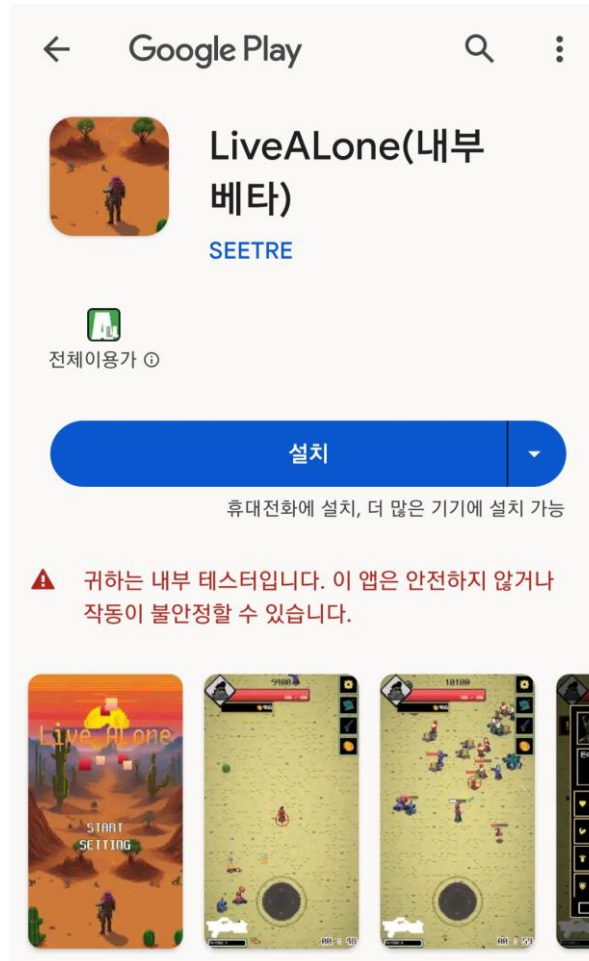 Google Play
LiveALone(내부
베타)
SEETRE
전체이용가
설치
휴대전화에 설치, 더 많은 기기에 설치 가능
귀하는 내부 테스터입니다. 이 앱은 안전하지 않거나
작동이 불안정할 수 있습니다.
Live ALone
START
SETTING
10100